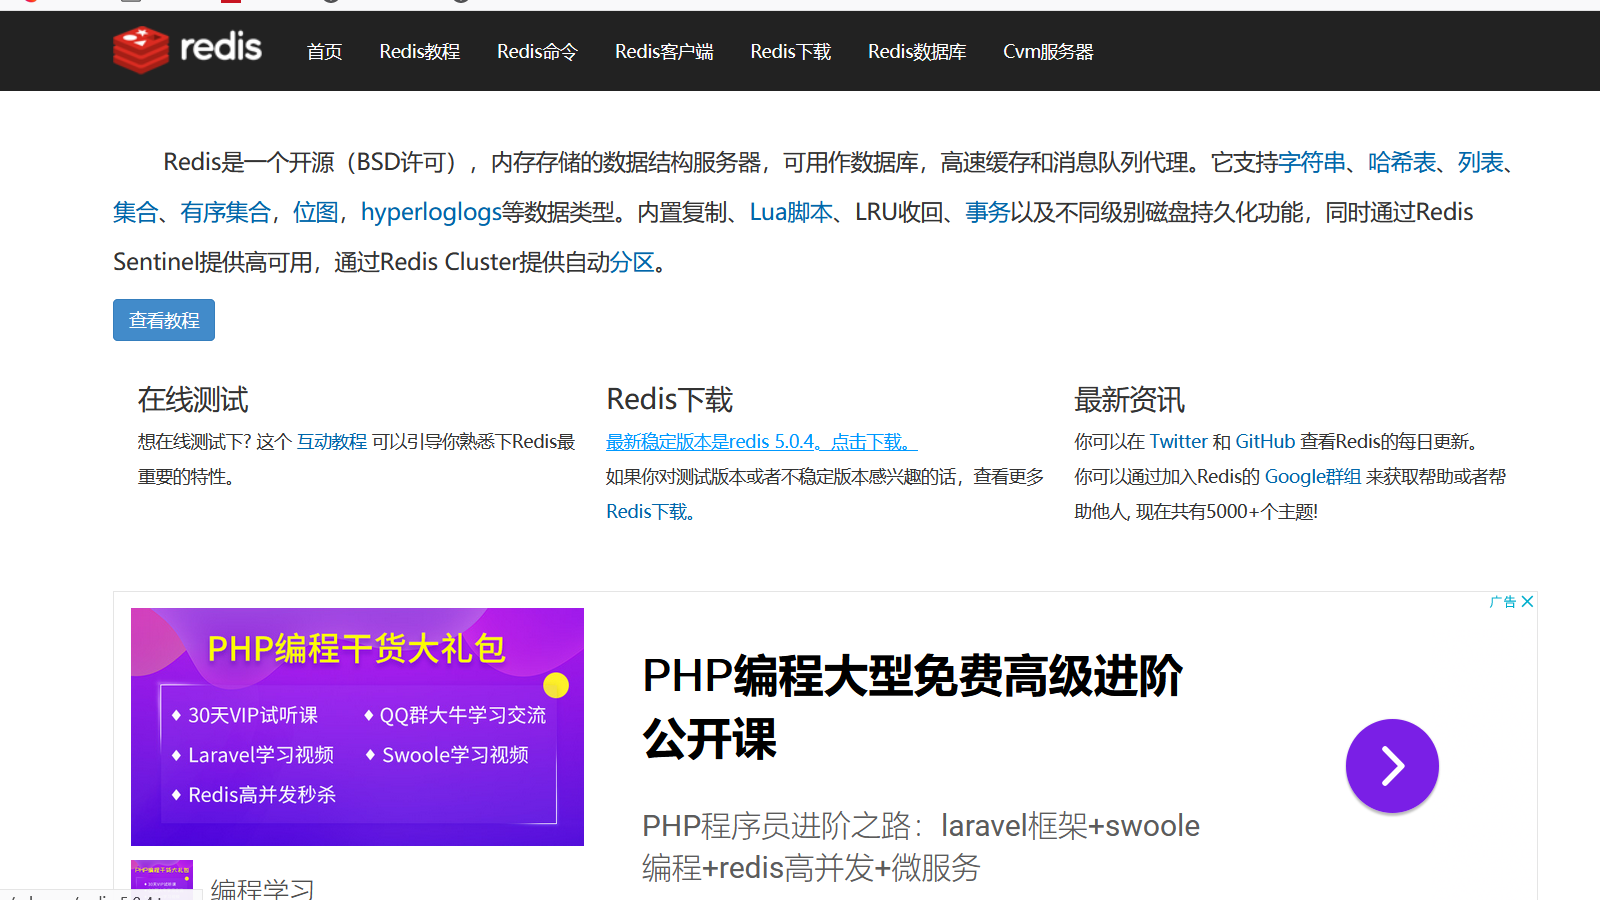 redis 首页 Redis教程 Redis命令 Redis客户端 Redis下载 Redis数据库 Cvm服务器
Redis是一个开源（BSD许可），内存存储的数据结构服务器，可用作数据库，高速缓存和消息队列代理。它支持字符串、哈希表、列表、
集合、有序集合，位图，hyperloglogs等数据类型。内置复制、Lua脚本、LRU收回、事务以及不同级别磁盘持久化功能，同时通过Redis
Sentinel提供高可用，通过Redis Cluster提供自动分区。
查看教程
在线测试
想在线测试下? 这个 互动教程 可以引导你熟悉下Redis最
重要的特性。
Redis下载
最新稳定版本是redis 5.0.4。点击下载。
如果你对测试版本或者不稳定版本感兴趣的话，查看更多
Redis下载。
最新资讯
你可以在 Twitter 和 GitHub 查看Redis的每日更新。
你可以通过加入Redis的 Google群组 来获取帮助或者帮
助他人, 现在共有5000+个主题!
广告
PHP编程干货大礼包
♦ 30天VIP试听课 ♦ QQ群大牛学习交流
♦ Laravel学习视频 ♦ Swoole学习视频
♦ Redis高并发秒杀
PHP编程大型免费高级进阶
公开课
PHP程序员进阶之路：laravel框架+swoole
编程+redis高并发+微服务
PHP编程干货大礼包
编程学习